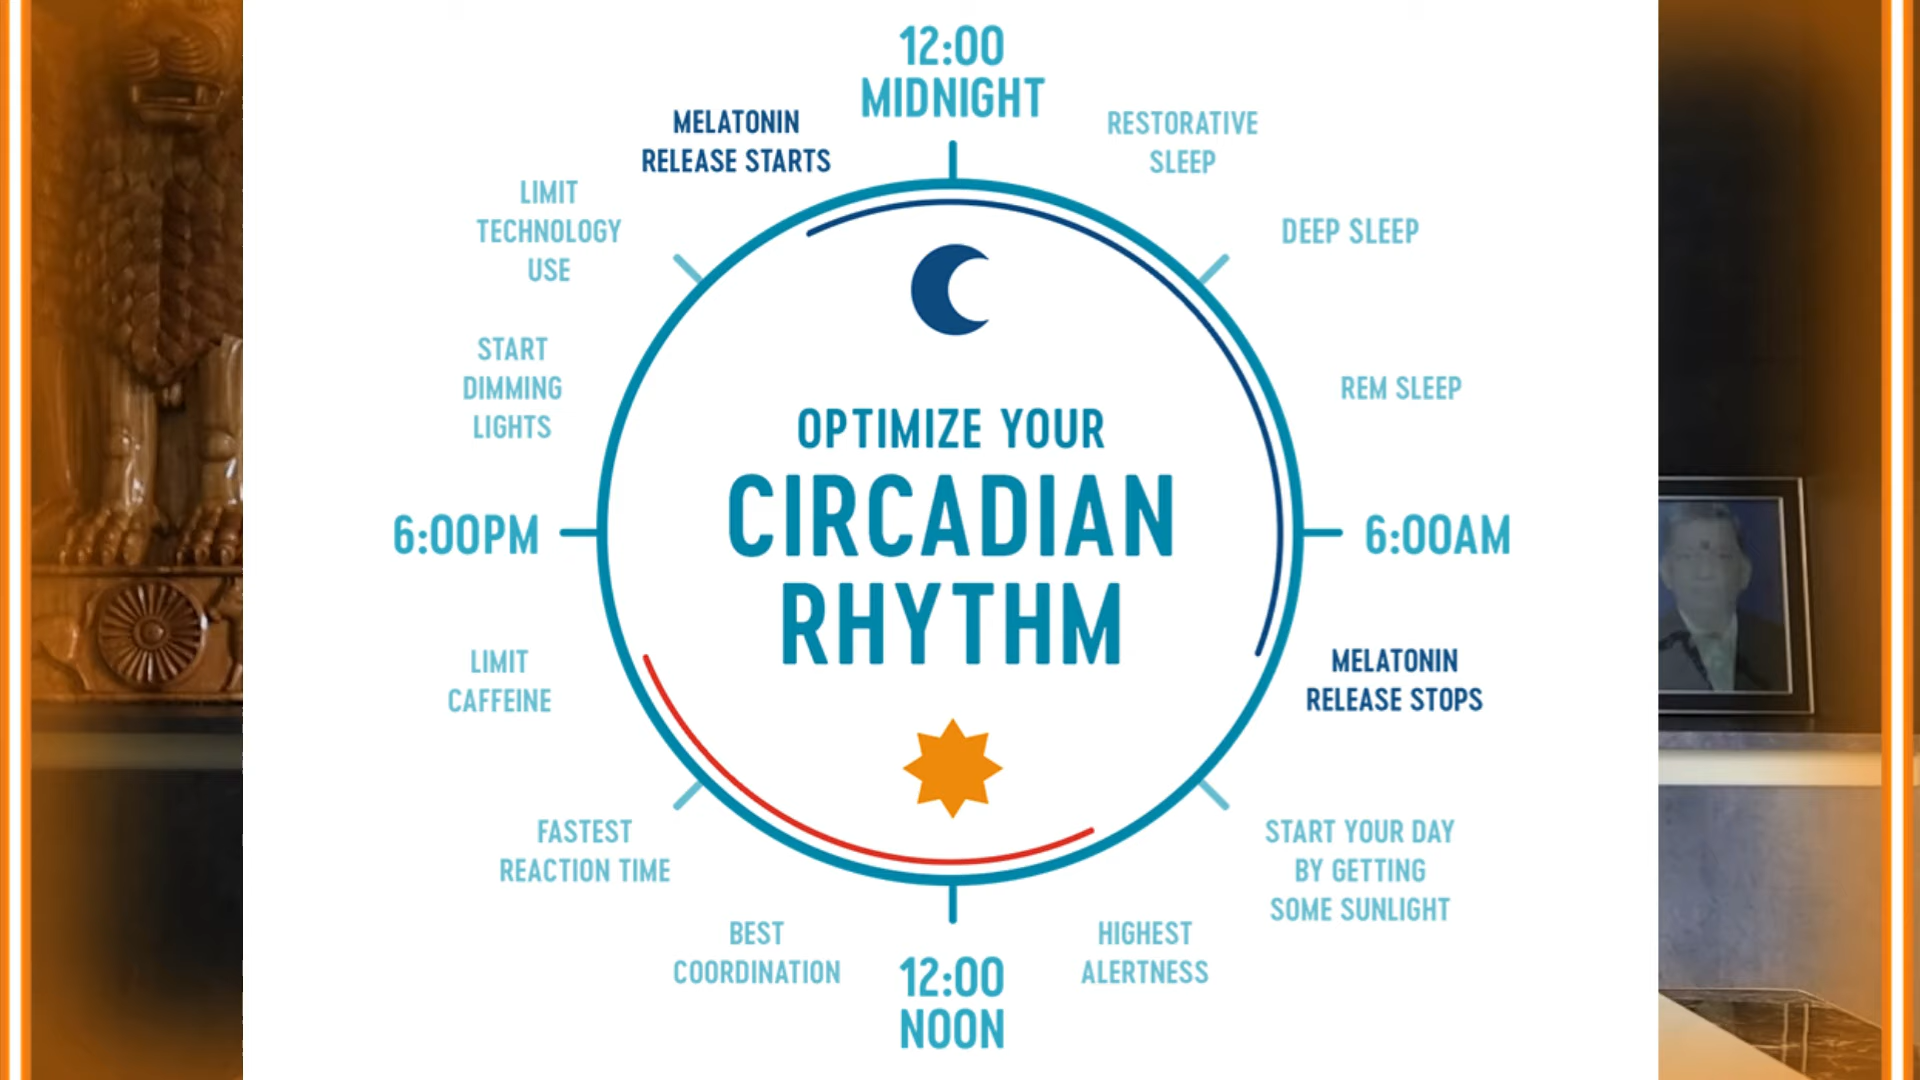 12:00
MIDNIGHT
RESTORATIVE
SLEEP
DEEP SLEEP
REM SLEEP
6:00AM
MELATONIN
RELEASE STOPS
START YOUR DAY
BY GETTING
SOME SUNLIGHT
HIGHEST
ALERTNESS
12:00
NOON
BEST
COORDINATION
FASTEST
REACTION TIME
LIMIT
CAFFEINE
6:00PM
START
DIMMING
LIGHTS
LIMIT
TECHNOLOGY
USE
MELATONIN
RELEASE STARTS
OPTIMIZE YOUR
CIRCADIAN
RHYTHM